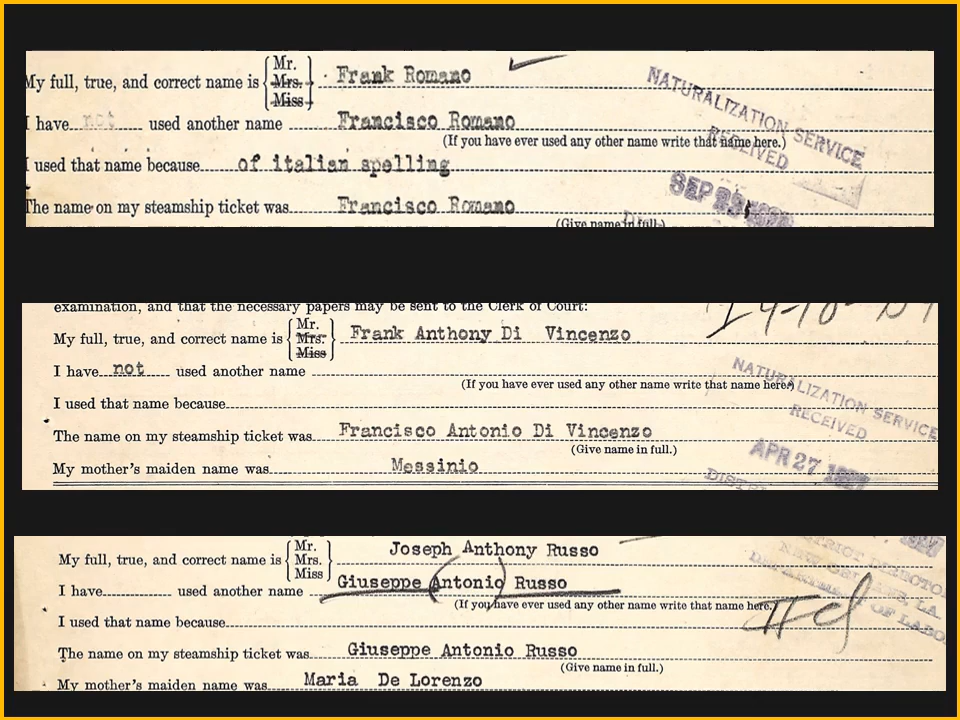 Mr.
My full, true, and correct name is Mrs. Frank Romano
Miss
I have not used another name Francisco Romano
(If you have ever used any other name write that name here.)
I used that name because of italian spelling
The name on my steamship ticket was Francisco Romano
(Give name in full.)
NATURALIZATION SERVICE
RECEIVED
SEP
examination, and that the necessary papers may be sent to the Clerk of Court:
Mr.
My full, true, and correct name is Mrs. Frank Anthony Di Vincenzo
Miss
I have not used another name
(If you have ever used any other name write that name here.)
I used that name because
The name on my steamship ticket was Francisco Antonio Di Vincenzo
(Give name in full.)
My mother's maiden name was Messinio
NATURALIZATION SERVICE
RECEIVED
APR 27
Mr. Joseph Anthony Russo
My full, true, and correct name is Mrs.
Miss
I have used another name Giuseppe (Antonio) Russo
(If you have ever used any other name write that name here.)
I used that name because
The name on my steamship ticket was Giuseppe Antonio Russo
(Give name in full.)
My mother's maiden name was Maria De Lorenzo
OF LABO